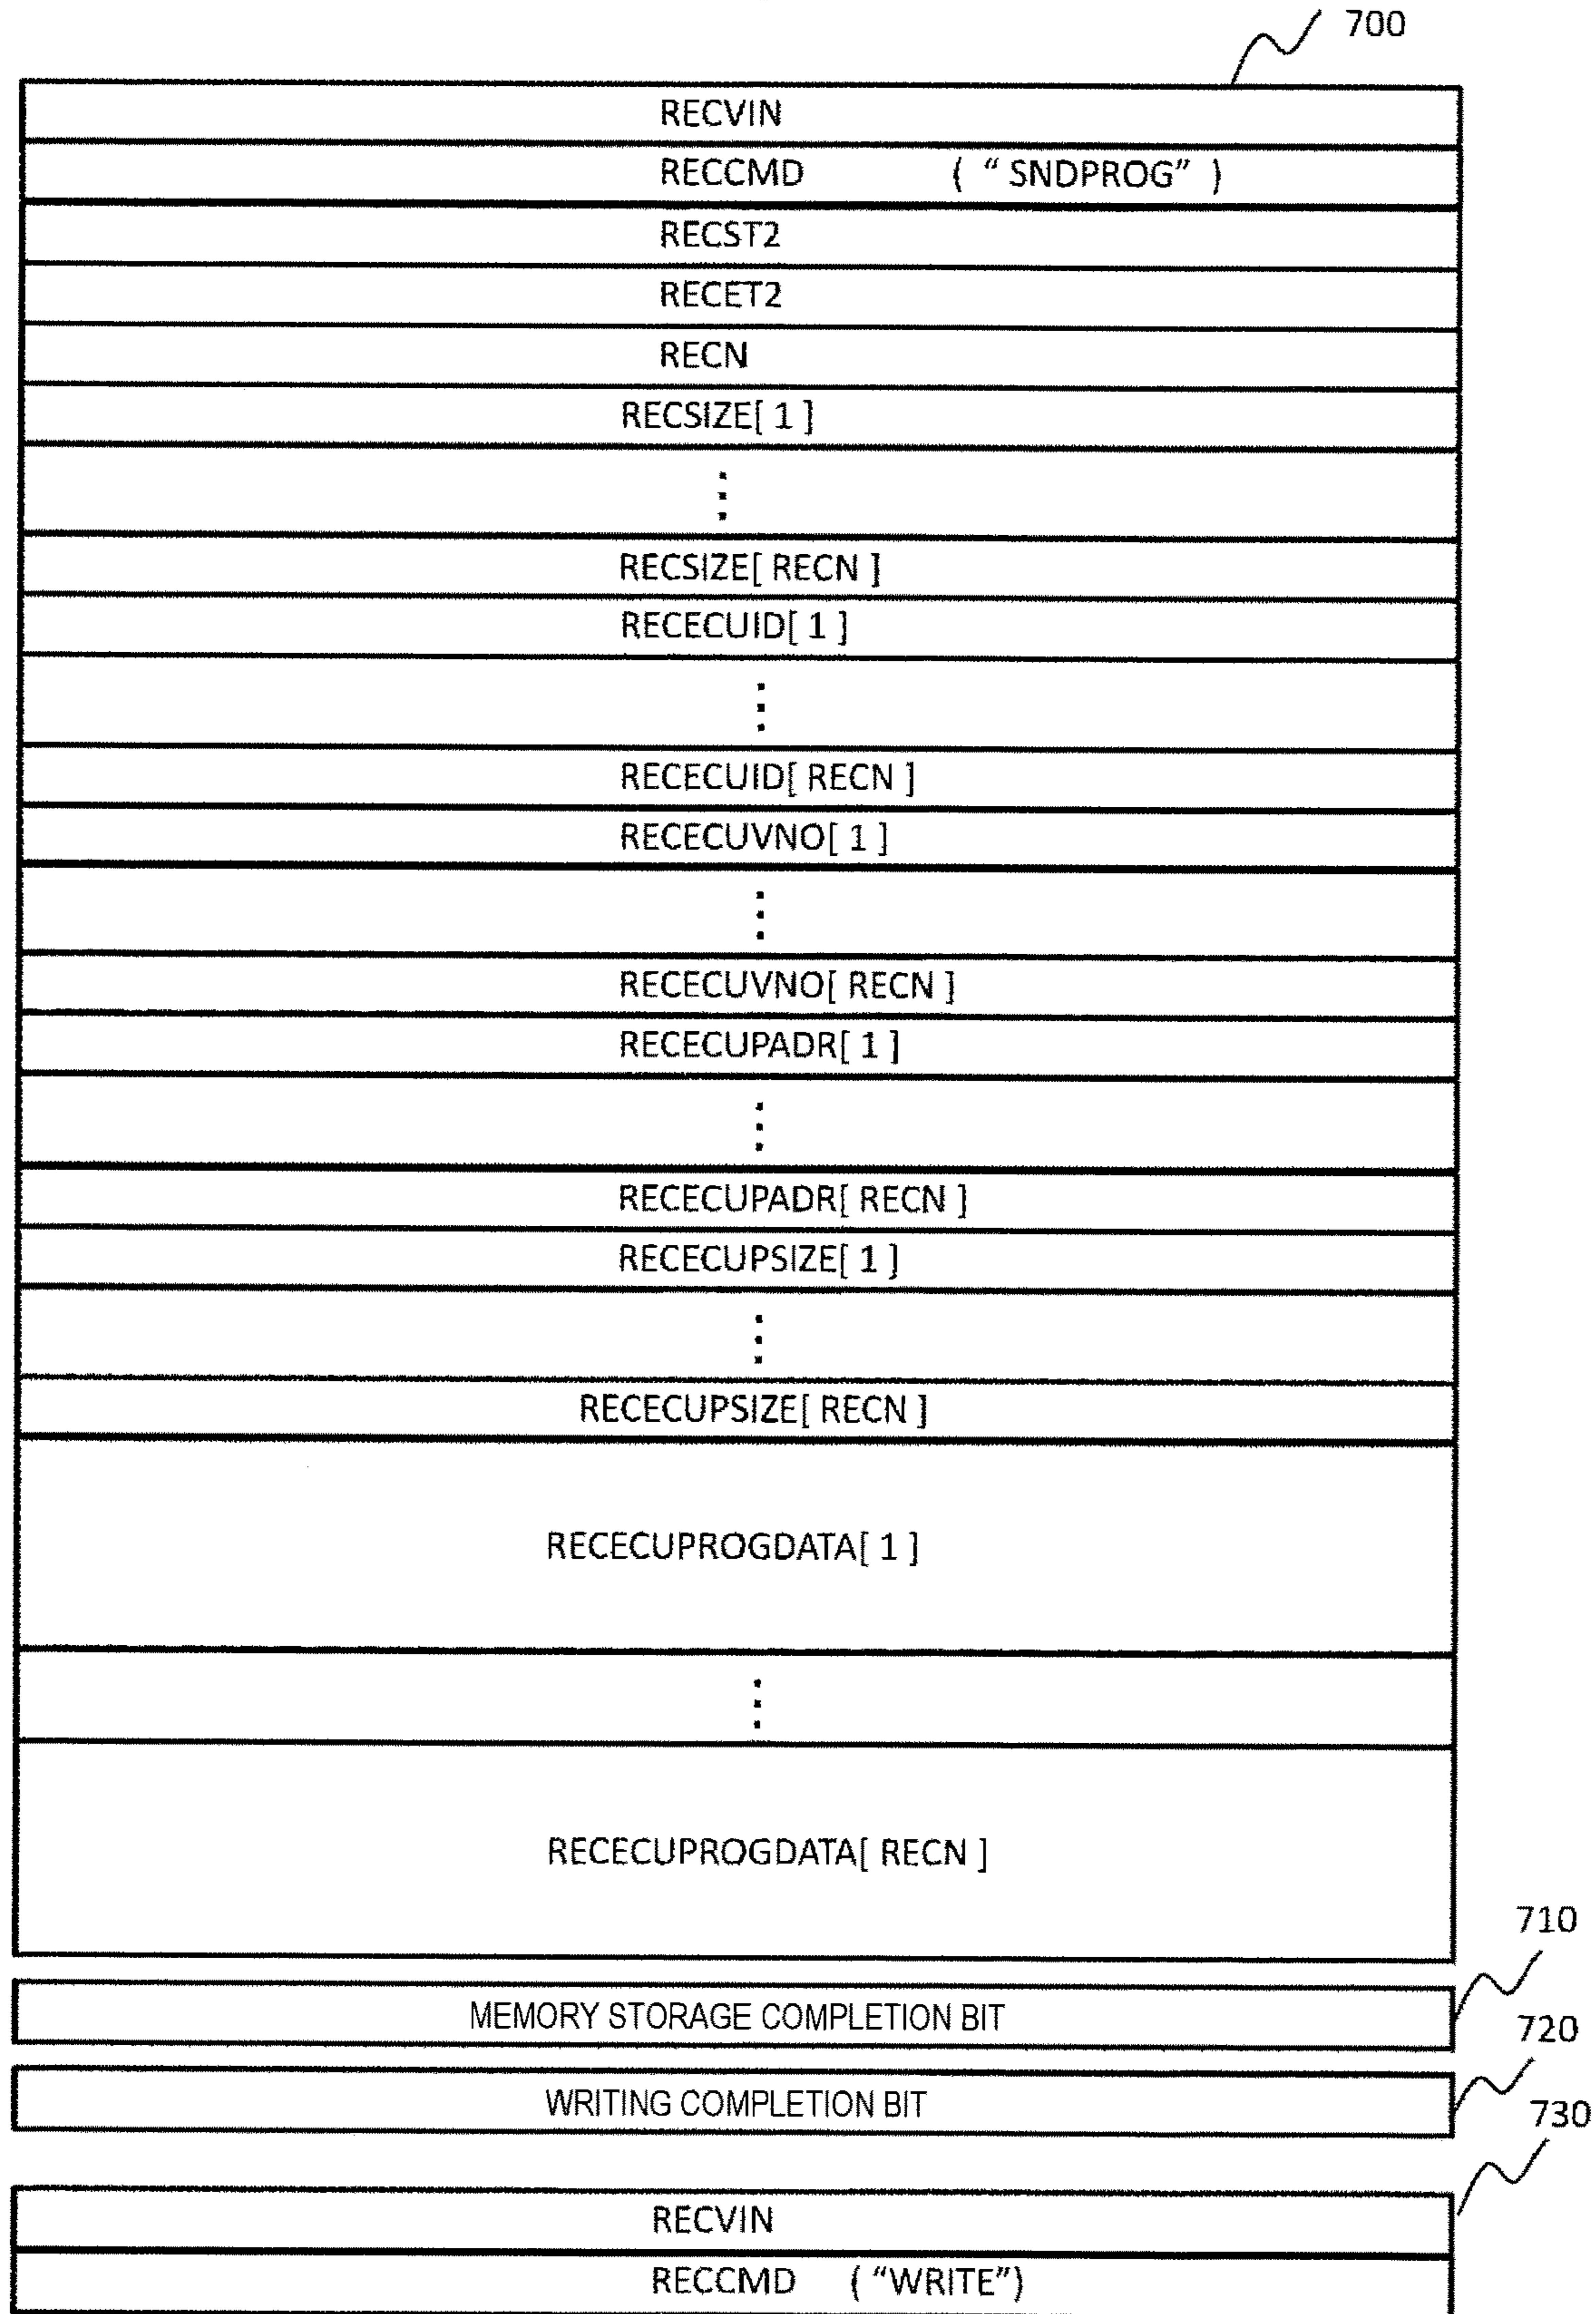 700
RECVIN
RECCMD ( “ SNDPROG” )
RECST2
RECET2
RECN
RECSIZE[ 1 ]
⋮
RECSIZE[ RECN ]
RECECUID[ 1 ]
⋮
RECECUID[ RECN ]
RECECUVNO[ 1 ]
⋮
RECECUVNO[ RECN ]
RECECUPADR[ 1 ]
⋮
RECECUPADR[ RECN ]
RECECUPSIZE[ 1 ]
⋮
RECECUPSIZE[ RECN ]
RECECUPROGDATA[ 1 ]
⋮
RECECUPROGDATA[ RECN ]
710
MEMORY STORAGE COMPLETION BIT
720
WRITING COMPLETION BIT
730
RECVIN
RECCMD ( “WRITE”)